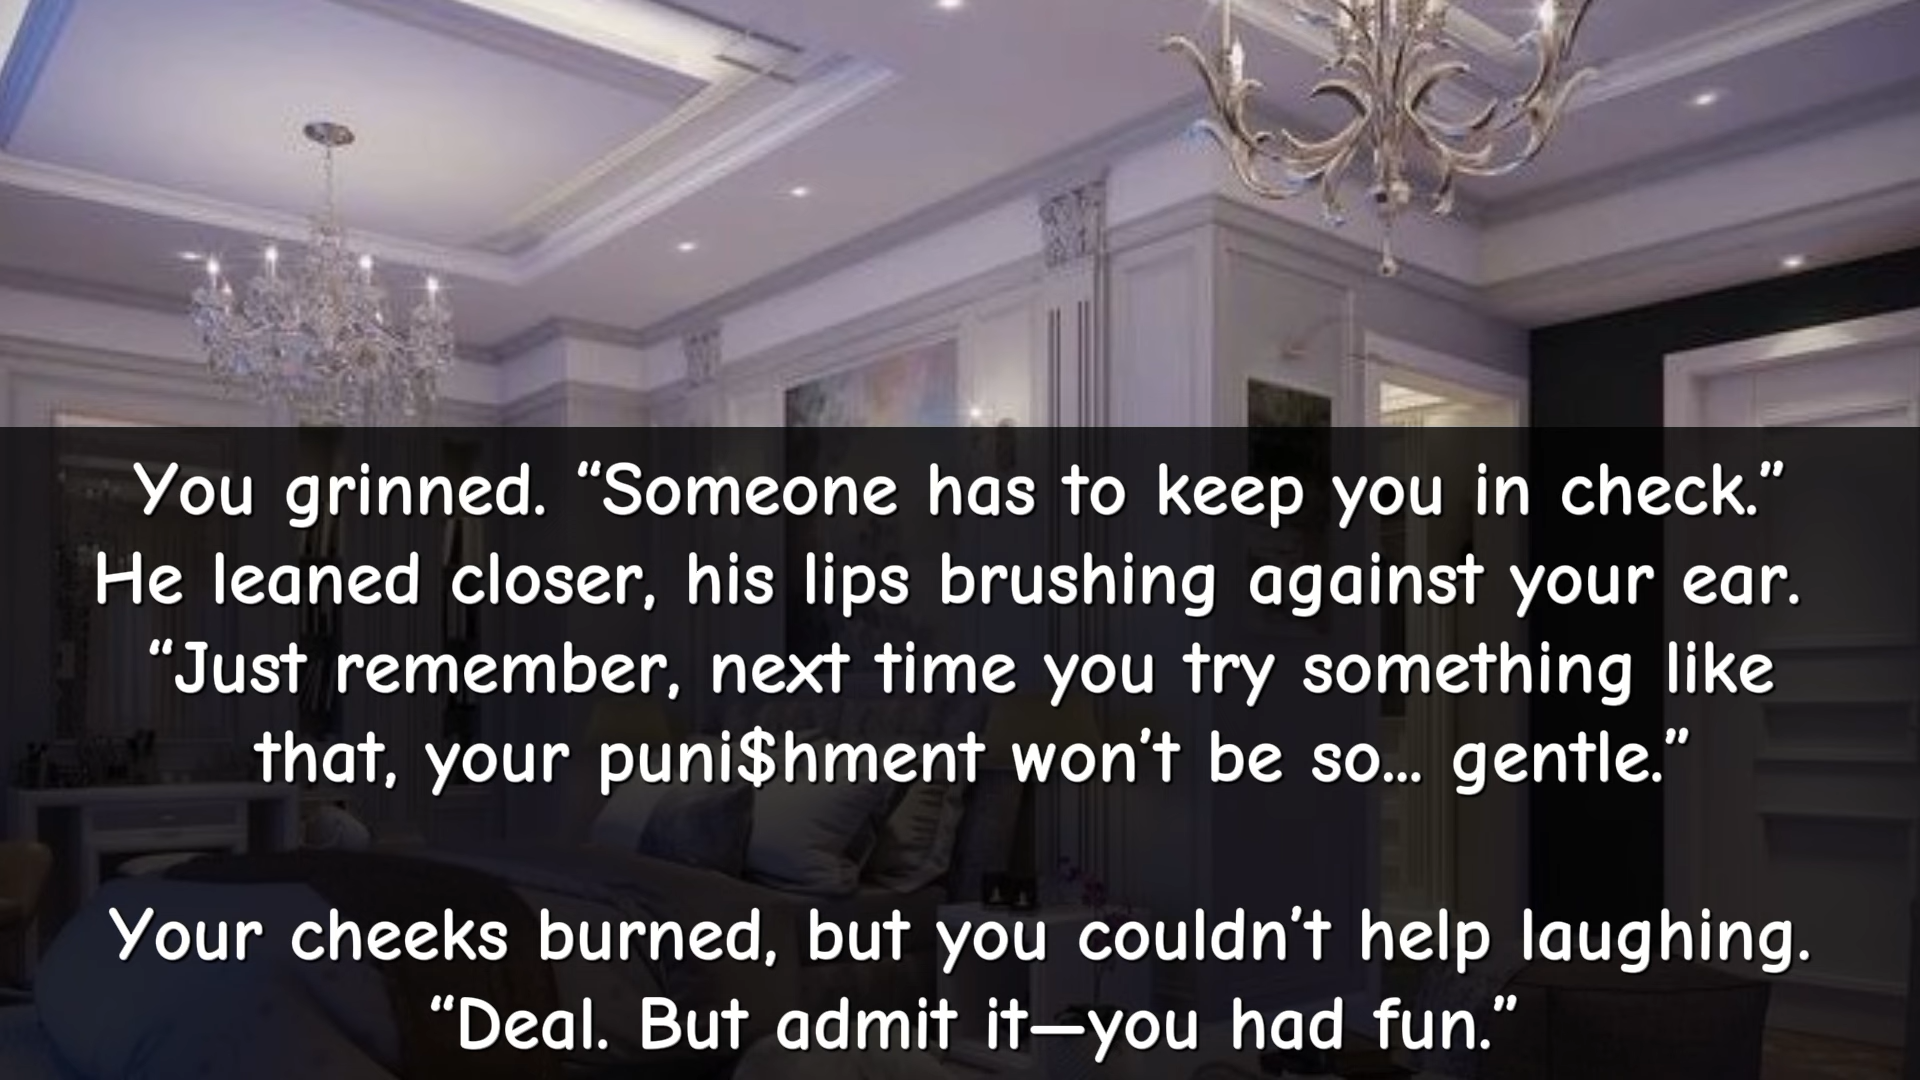 You grinned. “Someone has to keep you in check.”
He leaned closer, his lips brushing against your ear.
“Just remember, next time you try something like
that, your puni$hment won’t be so... gentle.”
Your cheeks burned, but you couldn’t help laughing.
“Deal. But admit it—you had fun.”